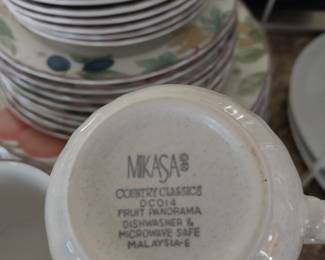 MIKASA®
COUNTRY CLASSICS
DC014
FRUIT PANORAMA
DISHWASHER &
MICROWAVE SAFE
MALAYSIA-E